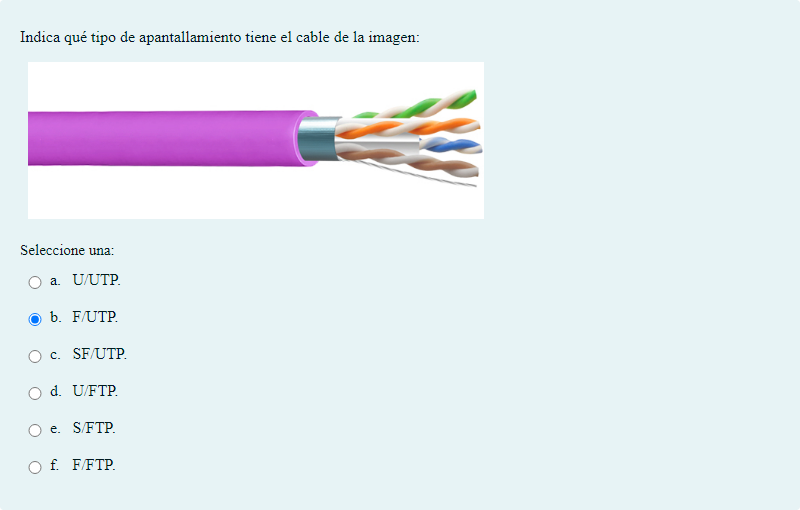 Indica qué tipo de apantallamiento tiene el cable de la imagen:
Seleccione una:
a. U/UTP.
b. F/UTP.
c. SF/UTP.
d. U/FTP.
e. S/FTP.
f. F/FTP.